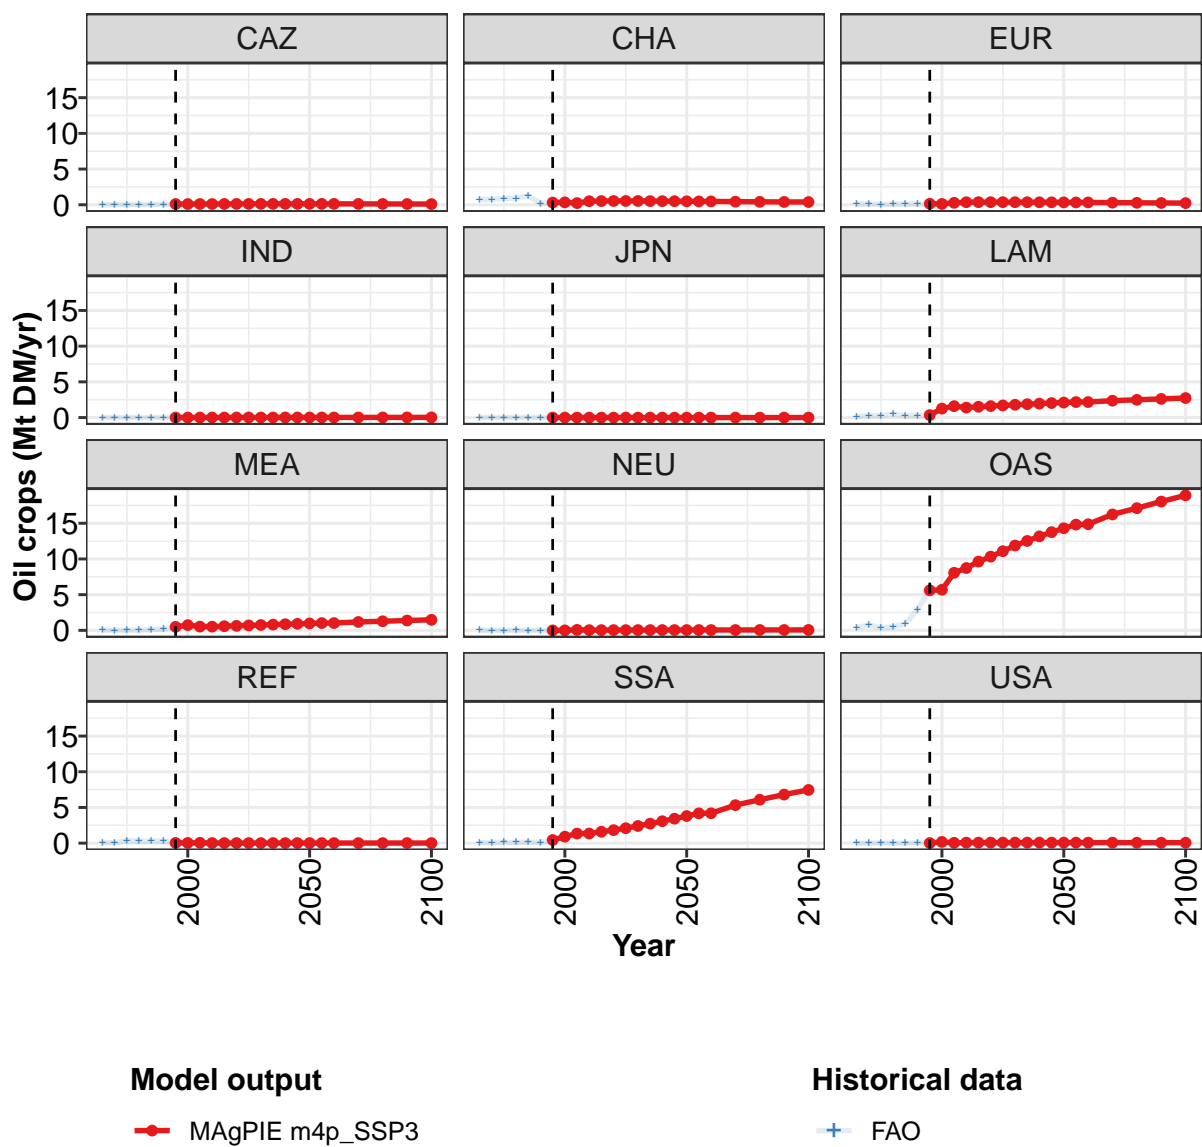 CAZ CHA EUR
15
10
5
0
IND JPN LAM
15
10
5
0
MEA NEU OAS
15
10
5
0
REF SSA USA
15
10
5
0
Oil crops (Mt DM/yr)
2000 2050 2100 2000 2050 2100 2000 2050 2100
Year
Model output Historical data
MAgPIE m4p_SSP3 FAO